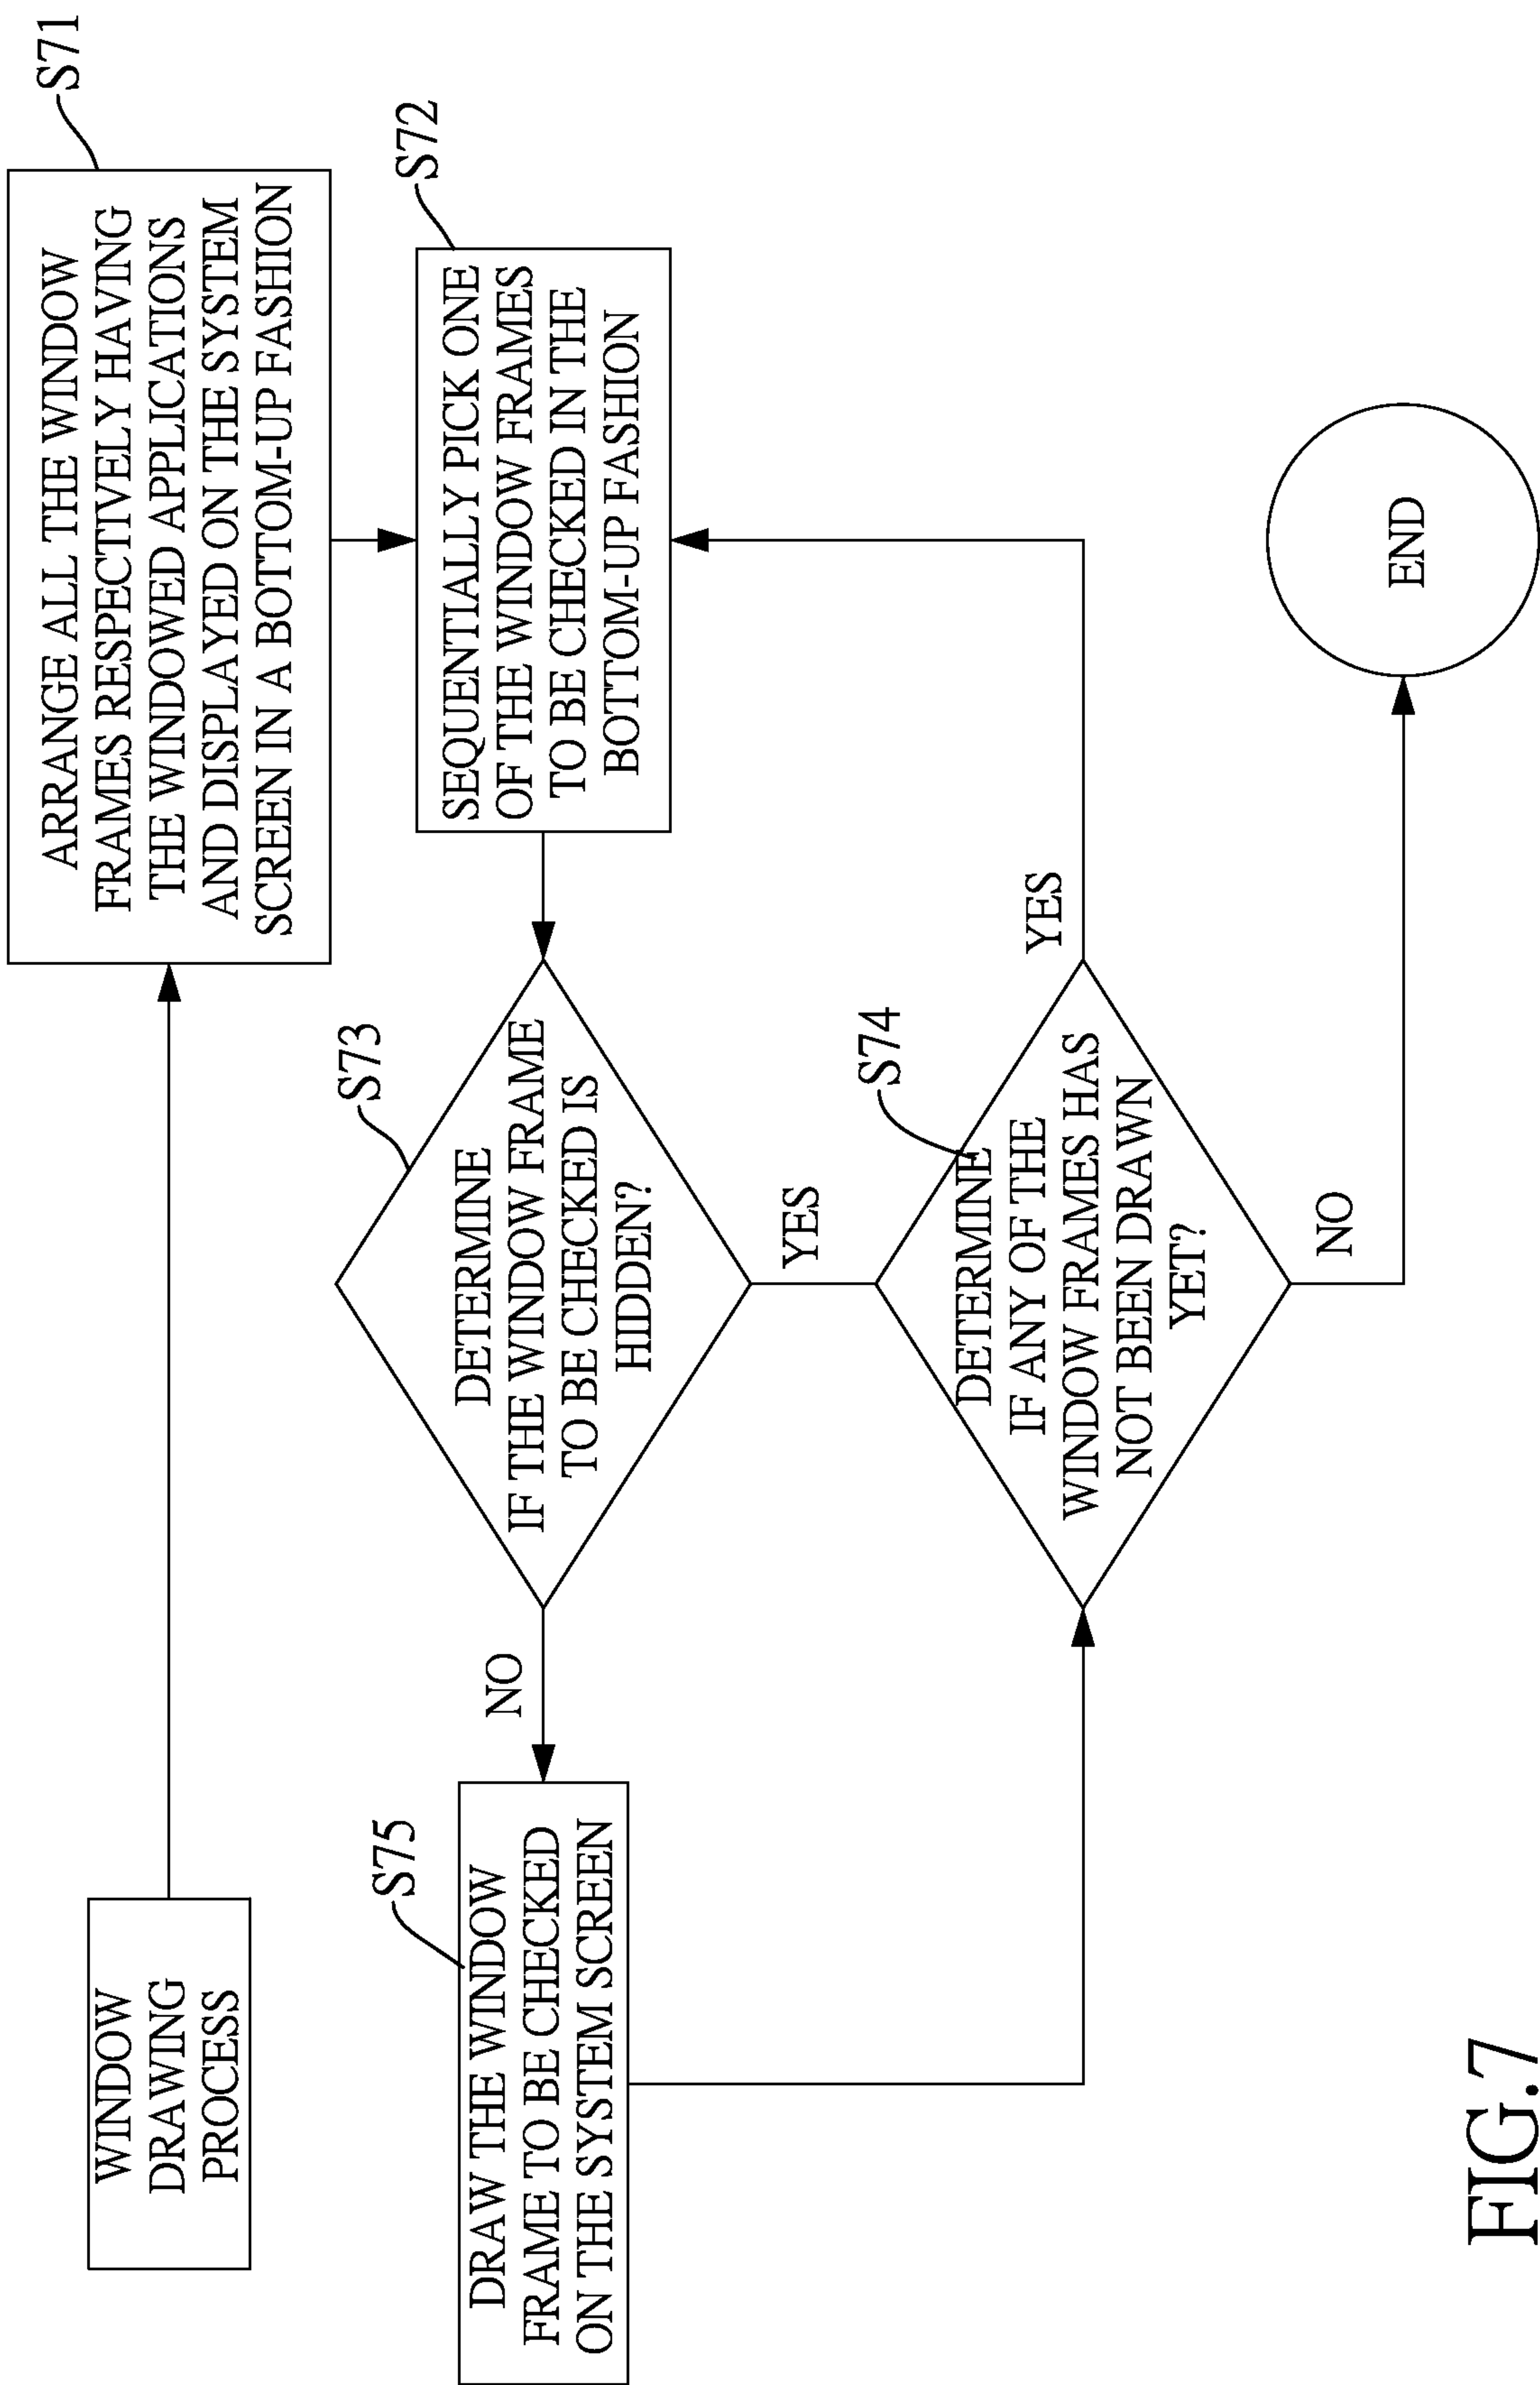 WINDOW
DRAWING
PROCESS
S71
ARRANGE ALL THE WINDOW
FRAMES RESPECTIVELY HAVING
THE WINDOWED APPLICATIONS
AND DISPLAYED ON THE SYSTEM
SCREEN IN A BOTTOM-UP FASHION
S72
SEQUENTIALLY PICK ONE
OF THE WINDOW FRAMES
TO BE CHECKED IN THE
BOTTOM-UP FASHION
S73
DETERMINE
IF THE WINDOW FRAME
TO BE CHECKED IS
HIDDEN?
NO
YES
S75
DRAW THE WINDOW
FRAME TO BE CHECKED
ON THE SYSTEM SCREEN
S74
DETERMINE
IF ANY OF THE
WINDOW FRAMES HAS
NOT BEEN DRAWN
YET?
YES
NO
END
FIG.7